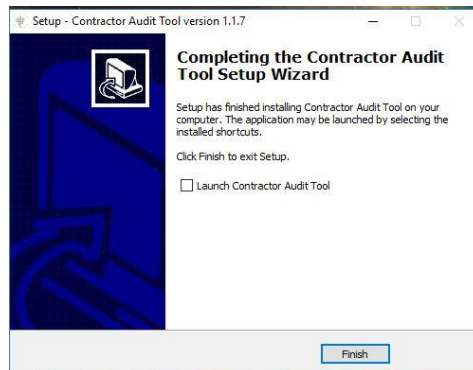 Setup - Contractor Audit Tool version 1.1.7
Completing the Contractor Audit
Tool Setup Wizard
Setup has finished installing Contractor Audit Tool on your
computer. The application may be launched by selecting the
installed shortcuts.
Click Finish to exit Setup.
Launch Contractor Audit Tool
Finish